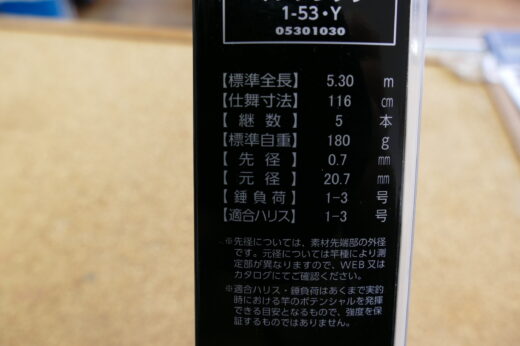 1-53・Y
05301030
【標準全長】 5.30 m
【仕舞寸法】 116 ㎝
【継数】 5 本
【標準自重】 180 g
【先径】 0.7 ㎜
【元径】 20.7 ㎜
【錘負荷】 1-3 号
【適合ハリス】 1-3 号
※先径については、素材先端部の外径
です。元径については竿種により測
定部が異なりますので、WEB又は
カタログにてご確認ください。
※適合ハリス・錘負荷はあくまで実釣
時における竿のポテンシャルを発揮
できる目安となるもので、強度を保
証するものではありません。